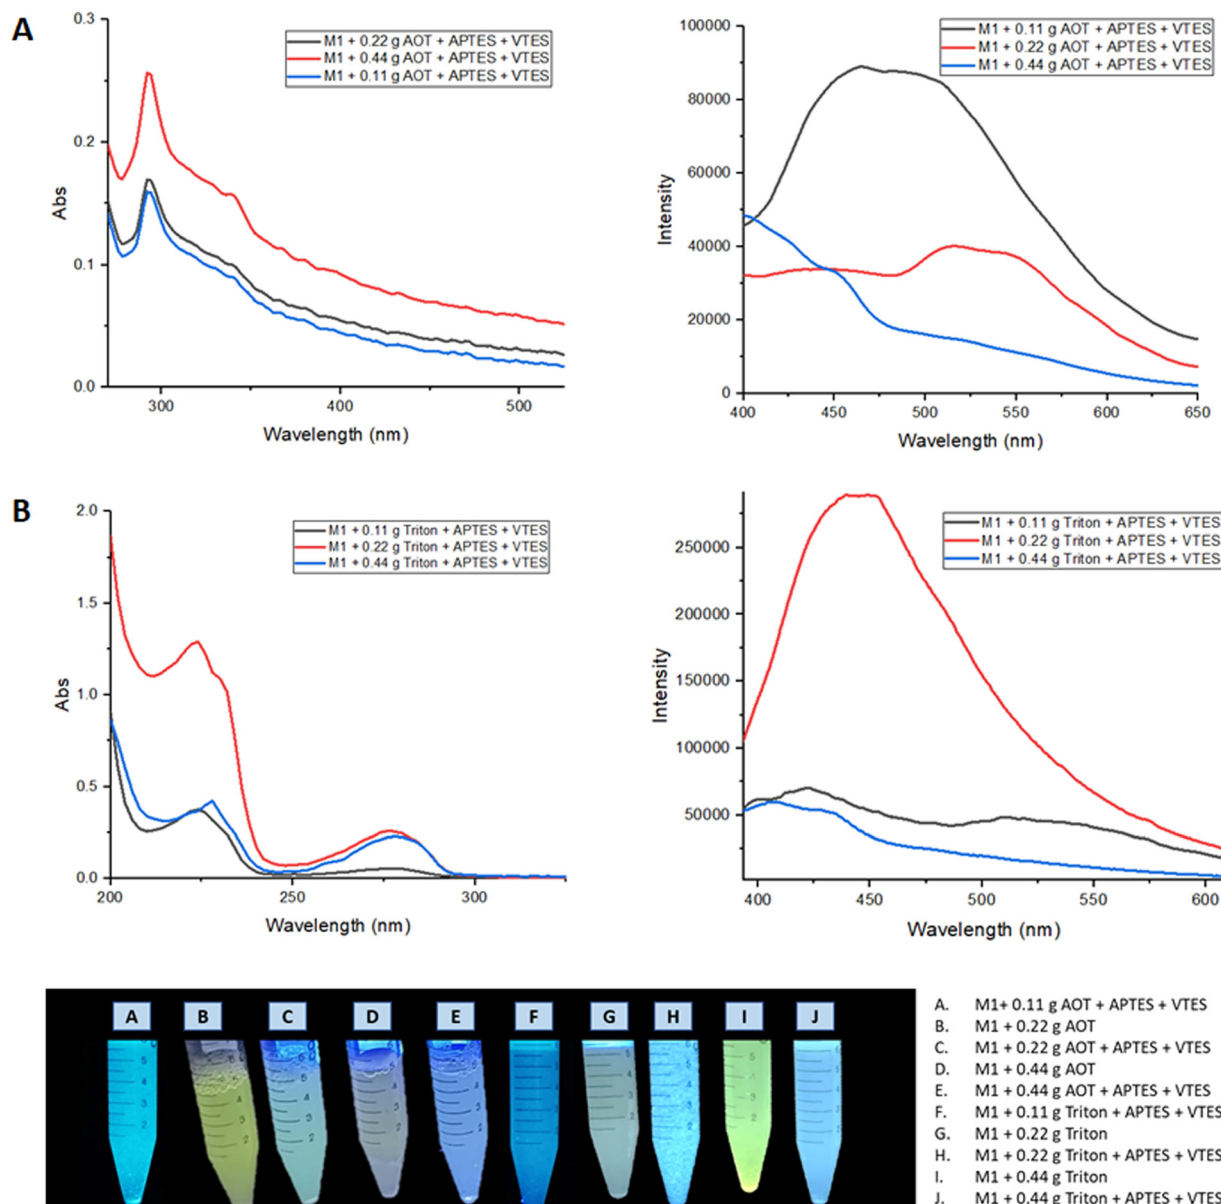 A
0.3
0.2
0.1
0.0
Abs
300
400
500
Wavelength (nm)
M1 + 0.22 g AOT + APTES + VTES
M1 + 0.44 g AOT + APTES + VTES
M1 + 0.11 g AOT + APTES + VTES
100000
80000
60000
40000
20000
0
Intensity
400
450
500
550
600
650
Wavelength (nm)
M1 + 0.11 g AOT + APTES + VTES
M1 + 0.22 g AOT + APTES + VTES
M1 + 0.44 g AOT + APTES + VTES
B
2.0
1.5
1.0
0.5
0.0
Abs
200
250
300
Wavelength (nm)
M1 + 0.11 g Triton + APTES + VTES
M1 + 0.22 g Triton + APTES + VTES
M1 + 0.44 g Triton + APTES + VTES
250000
200000
150000
100000
50000
Intensity
400
450
500
550
600
Wavelength (nm)
M1 + 0.11 g Triton + APTES + VTES
M1 + 0.22 g Triton + APTES + VTES
M1 + 0.44 g Triton + APTES + VTES
A B C D E F G H I J
A. M1+ 0.11 g AOT + APTES + VTES
B. M1 + 0.22 g AOT
C. M1 + 0.22 g AOT + APTES + VTES
D. M1 + 0.44 g AOT
E. M1 + 0.44 g AOT + APTES + VTES
F. M1 + 0.11 g Triton + APTES + VTES
G. M1 + 0.22 g Triton
H. M1 + 0.22 g Triton + APTES + VTES
I. M1 + 0.44 g Triton
J. M1 + 0.44 g Triton + APTES + VTES